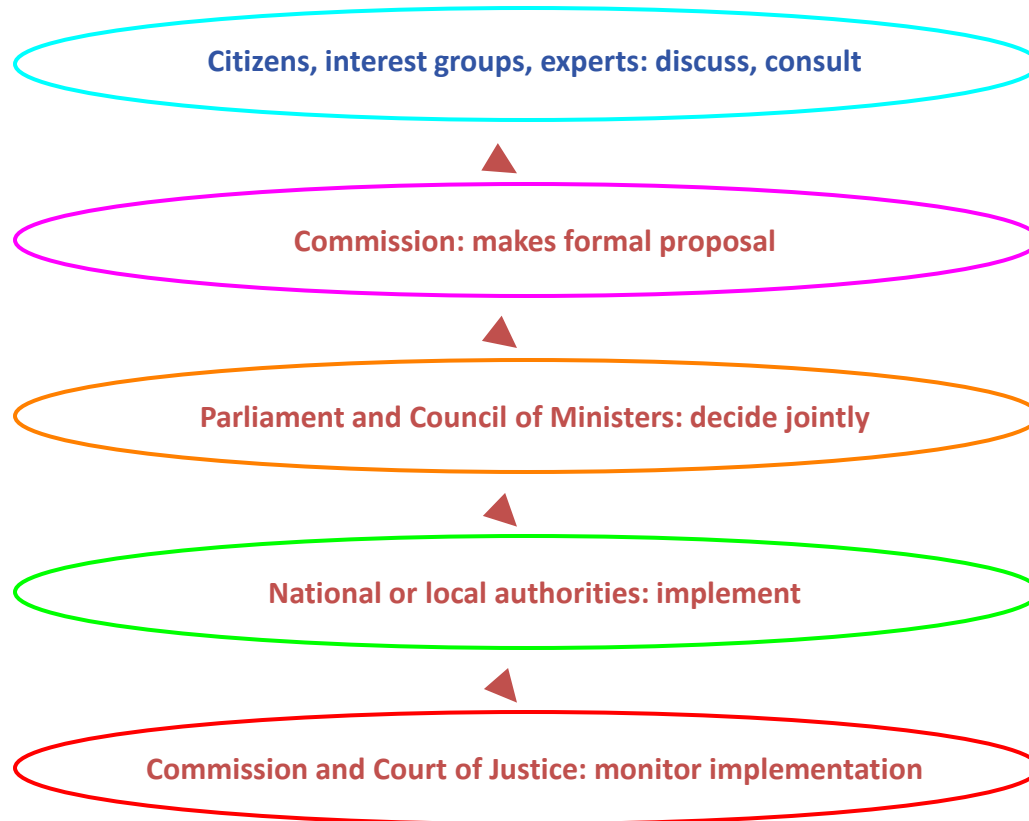 Citizens, interest groups, experts: discuss, consult
Commission: makes formal proposal
Parliament and Council of Ministers: decide jointly
National or local authorities: implement
Commission and Court of Justice: monitor implementation